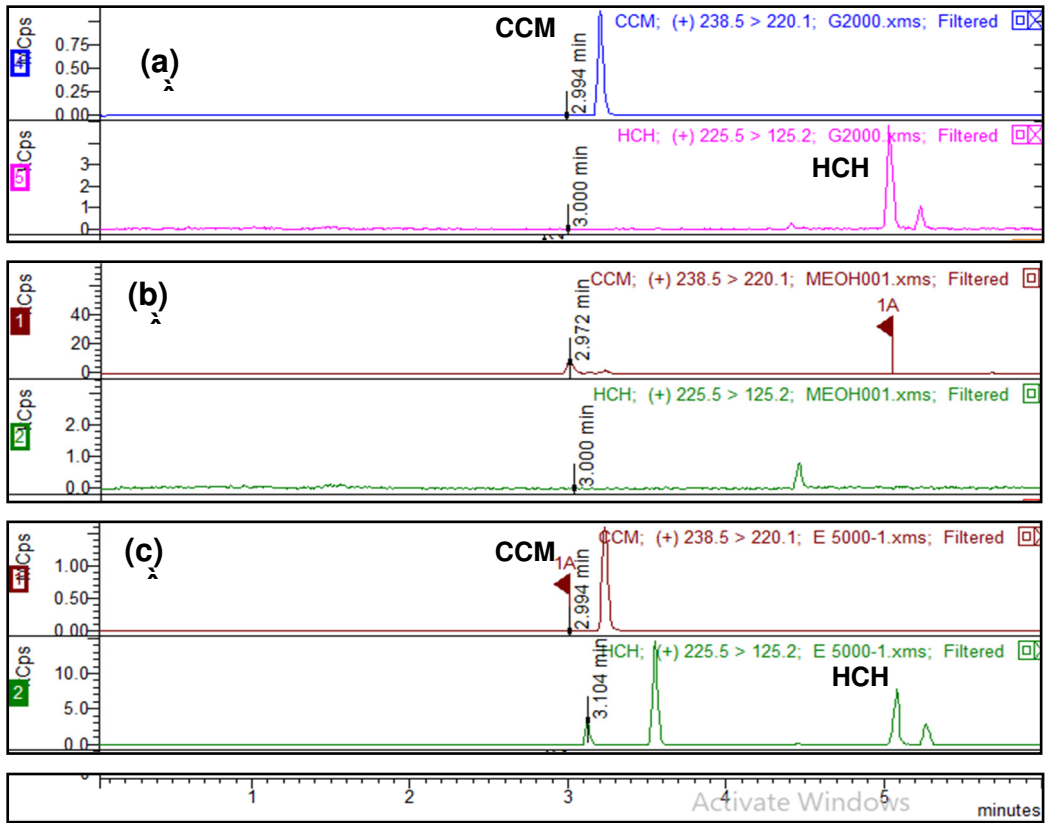 CCM
CCM; (+) 238.5 > 220.1; G2000.xms; Filtered
(a)
Cps
0.75
0.50
0.25
0.00
2.994 min
4
HCH; (+) 225.5 > 125.2; G2000.xms; Filtered
HCH
Cps
3
2
1
0
3.000 min
5
CCM; (+) 238.5 > 220.1; MEOH001.xms; Filtered
(b)
Cps
1
40
20
0
2.972 min
1A
HCH; (+) 225.5 > 125.2; MEOH001.xms; Filtered
Cps
2
2.0
1.0
0.0
3.000 min
CCM; (+) 238.5 > 220.1; E 5000-1.xms; Filtered
(c)
CCM
1A
Cps
1
1.00
0.50
0.00
2.994 min
HCH; (+) 225.5 > 125.2; E 5000-1.xms; Filtered
HCH
Cps
2
10.0
5.0
0.0
3.104 min
1 2 3 4 5
Activate Windows
minutes